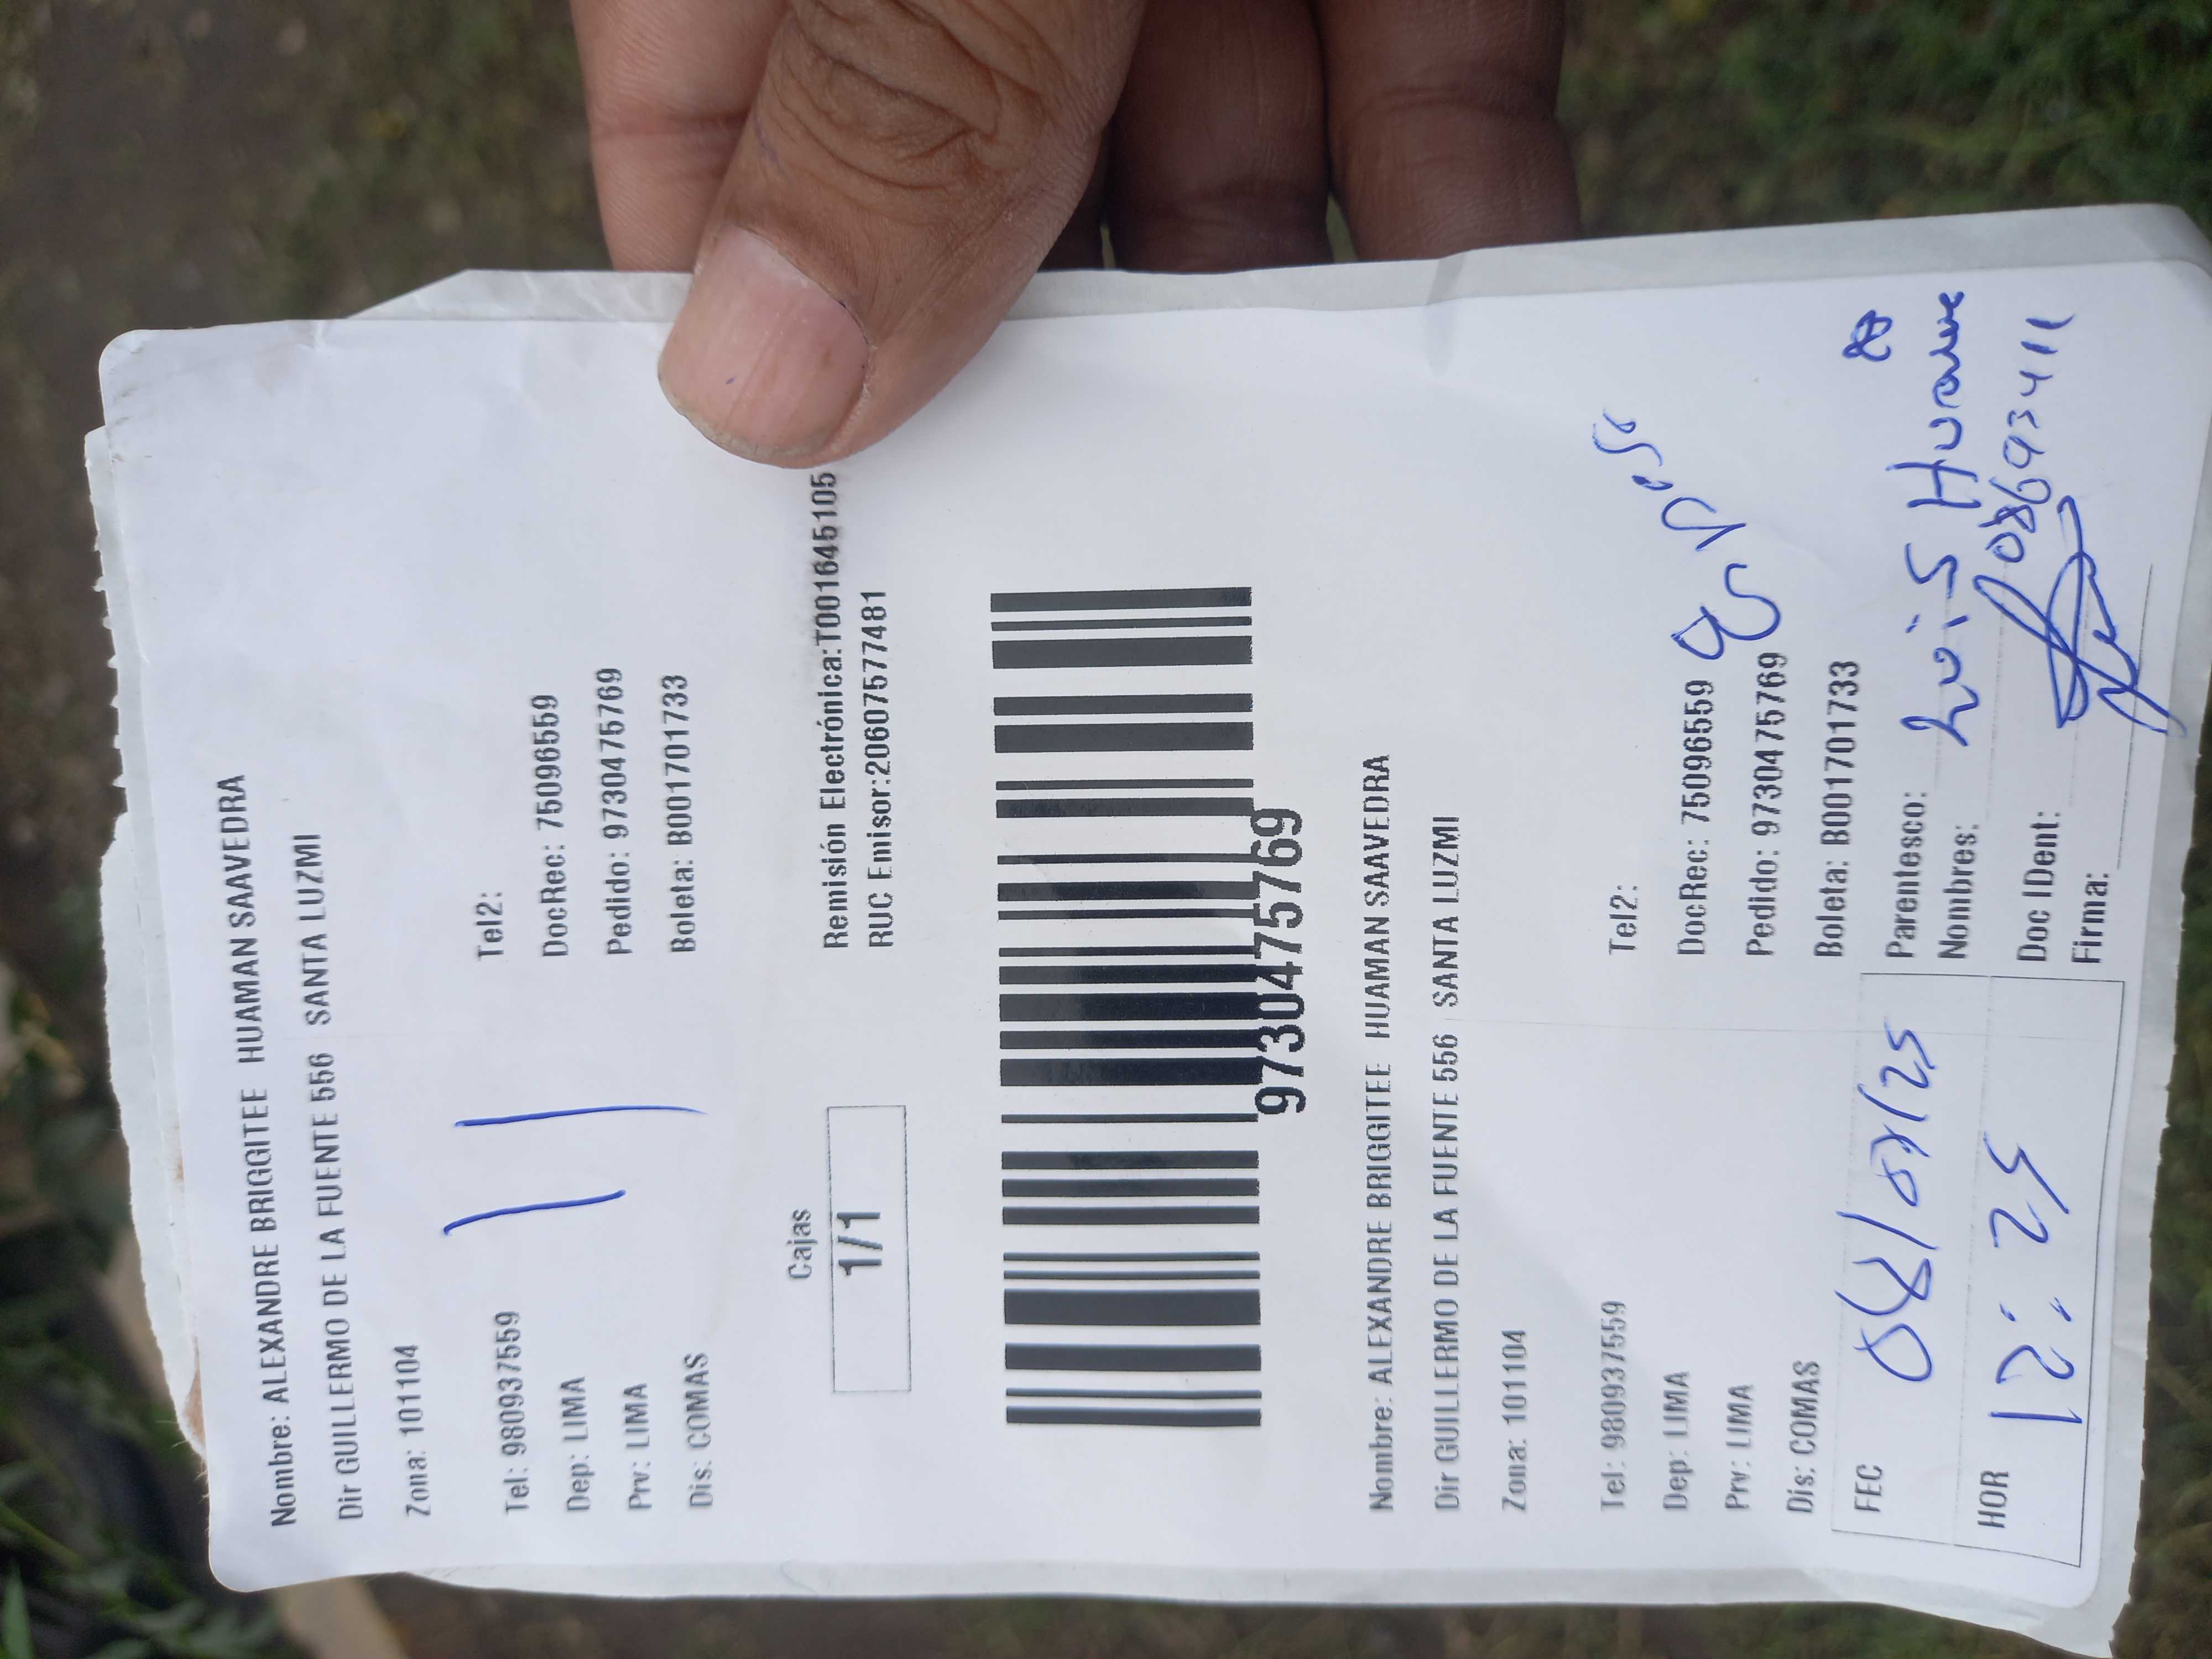 Nombre: ALEXANDRE BRIGGITEE HUAMAN SAAVEDRA
Dir GUILLERMO DE LA FUENTE 556 SANTA LUZMI
Zona: 101104
Tel: 980937559 Tel2:
Dep: LIMA DocRec: 75096559
Prv: LIMA Pedido: 9730475769
Dis: COMAS Boleta: B001701733
Cajas
1/1
Remisión Electrónica:T001645105
RUC Emisor:20607577481
9730475769
Nombre: ALEXANDRE BRIGGITEE HUAMAN SAAVEDRA
Dir GUILLERMO DE LA FUENTE 556 SANTA LUZMI
Zona: 101104
Tel: 980937559 Tel2:
Dep: LIMA DocRec: 75096559
Prv: LIMA Pedido: 9730475769
Dis: COMAS Boleta: B001701733
FEC Parentesco:
Nombres: Luis
HOR 12:25 Doc IDent:
Firma: